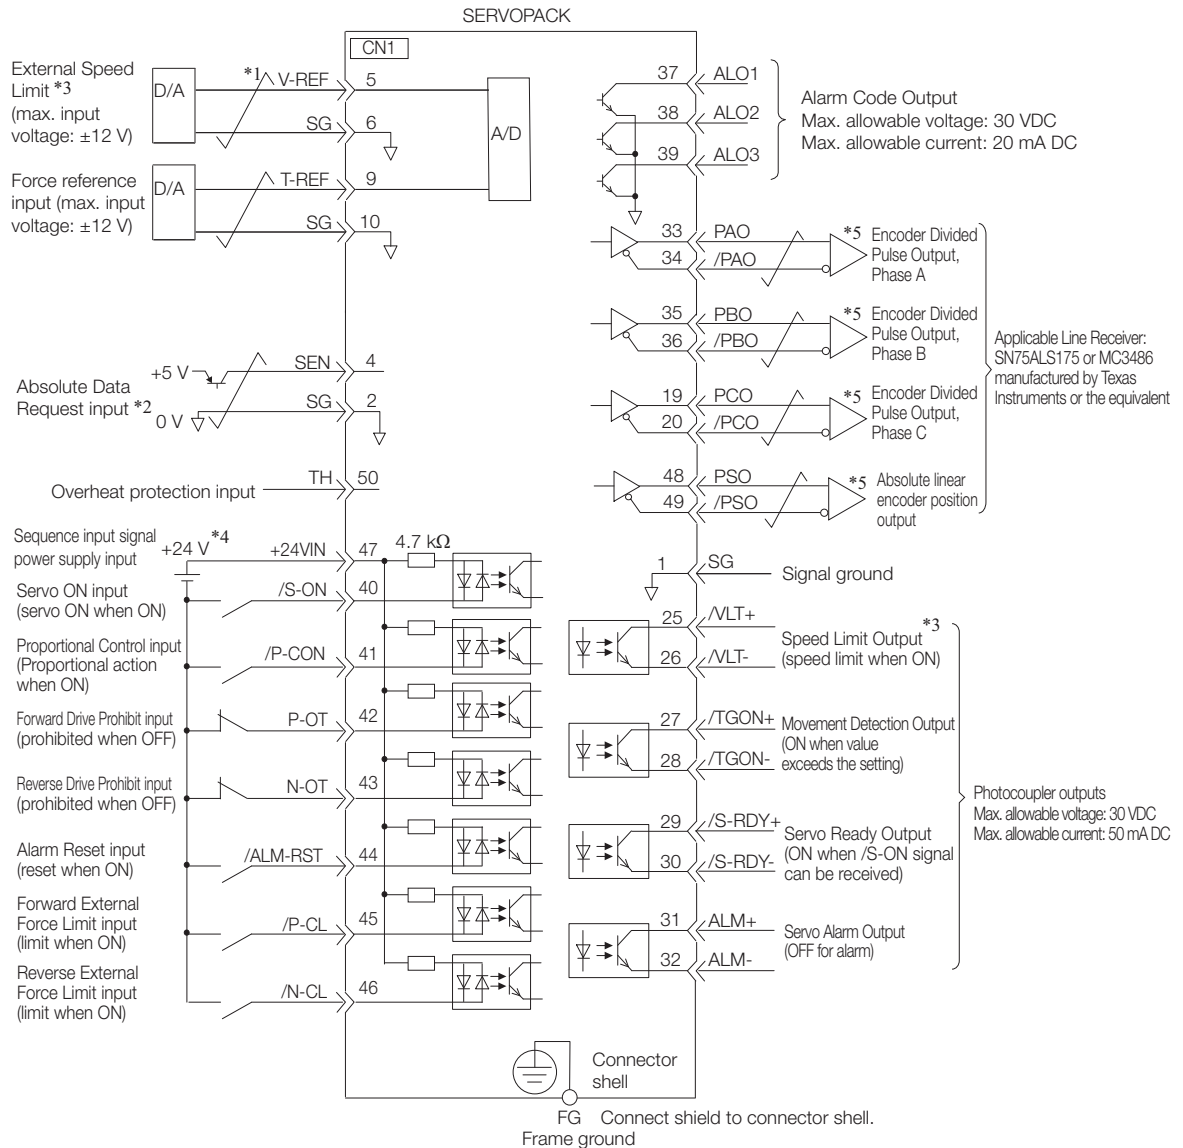 SERVOPACK
CN1
External Speed
Limit *3
(max. input
voltage: ±12 V)
D/A
*1
V-REF
5
SG
6
A/D
Force reference
input (max. input
voltage: ±12 V)
D/A
T-REF
9
SG
10
Absolute Data
Request input *2
+5 V
0 V
SEN
4
SG
2
Overheat protection input
TH
50
Sequence input signal
power supply input
+24 V *4
+24VIN
47
4.7 kΩ
Servo ON input
(servo ON when ON)
/S-ON
40
Proportional Control input
(Proportional action
when ON)
/P-CON
41
Forward Drive Prohibit input
(prohibited when OFF)
P-OT
42
Reverse Drive Prohibit input
(prohibited when OFF)
N-OT
43
Alarm Reset input
(reset when ON)
/ALM-RST
44
Forward External
Force Limit input
(limit when ON)
/P-CL
45
Reverse External
Force Limit input
(limit when ON)
/N-CL
46
37
ALO1
38
ALO2
39
ALO3
Alarm Code Output
Max. allowable voltage: 30 VDC
Max. allowable current: 20 mA DC
33
PAO
34
/PAO
*5
Encoder Divided
Pulse Output,
Phase A
35
PBO
36
/PBO
*5
Encoder Divided
Pulse Output,
Phase B
19
PCO
20
/PCO
*5
Encoder Divided
Pulse Output,
Phase C
48
PSO
49
/PSO
*5
Absolute linear
encoder position
output
Applicable Line Receiver:
SN75ALS175 or MC3486
manufactured by Texas
Instruments or the equivalent
1
SG
Signal ground
25
/VLT+
26
/VLT-
Speed Limit Output *3
(speed limit when ON)
27
/TGON+
28
/TGON-
Movement Detection Output
(ON when value
exceeds the setting)
29
/S-RDY+
30
/S-RDY-
Servo Ready Output
(ON when /S-ON signal
can be received)
31
ALM+
32
ALM-
Servo Alarm Output
(OFF for alarm)
Photocoupler outputs
Max. allowable voltage: 30 VDC
Max. allowable current: 50 mA DC
Connector
shell
FG
Connect shield to connector shell.
Frame ground